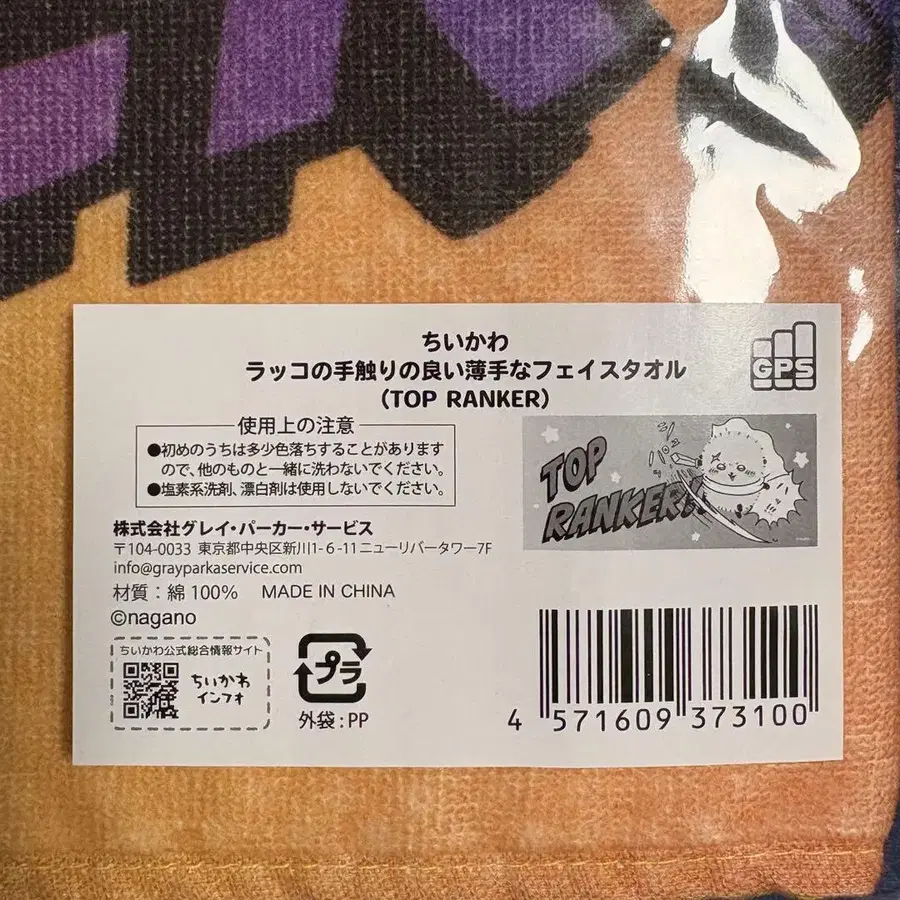 ちいかわ
ラッコの手触りの良い薄手なフェイスタオル
（TOP RANKER）
GPS
使用上の注意
●初めのうちは多少色落ちすることがあります
ので、他のものと一緒に洗わないでください。
●塩素系洗剤、漂白剤は使用しないでください。
TOP
RANKER!
株式会社グレイ・パーカー・サービス
〒104-0033 東京都中央区新川1-6-11ニューリバータワー7F
info@grayparkaservice.com
材質：綿 100% MADE IN CHINA
©nagano
ちいかわ公式総合情報サイト
ちいかわ
インフォ
プラ
外袋：PP
4 571609 373100